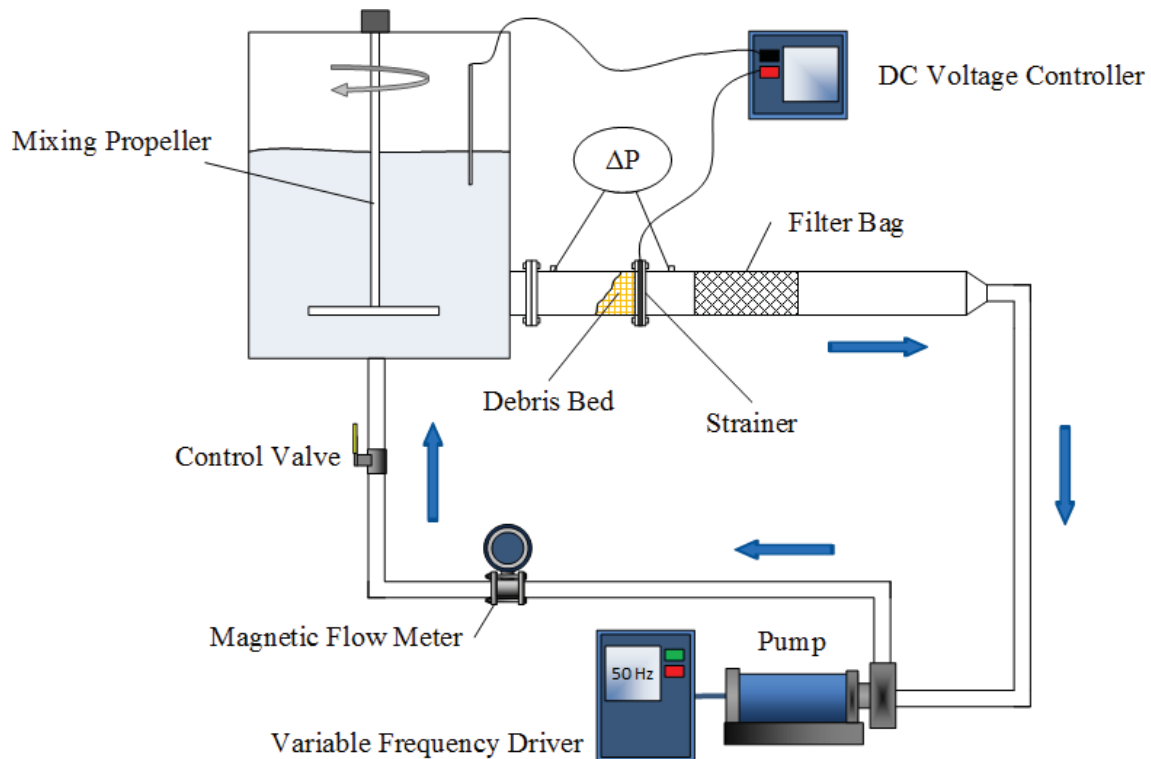 DC Voltage Controller
Mixing Propeller
ΔP
Filter Bag
Debris Bed
Strainer
Control Valve
Magnetic Flow Meter
Pump
50 Hz
Variable Frequency Driver